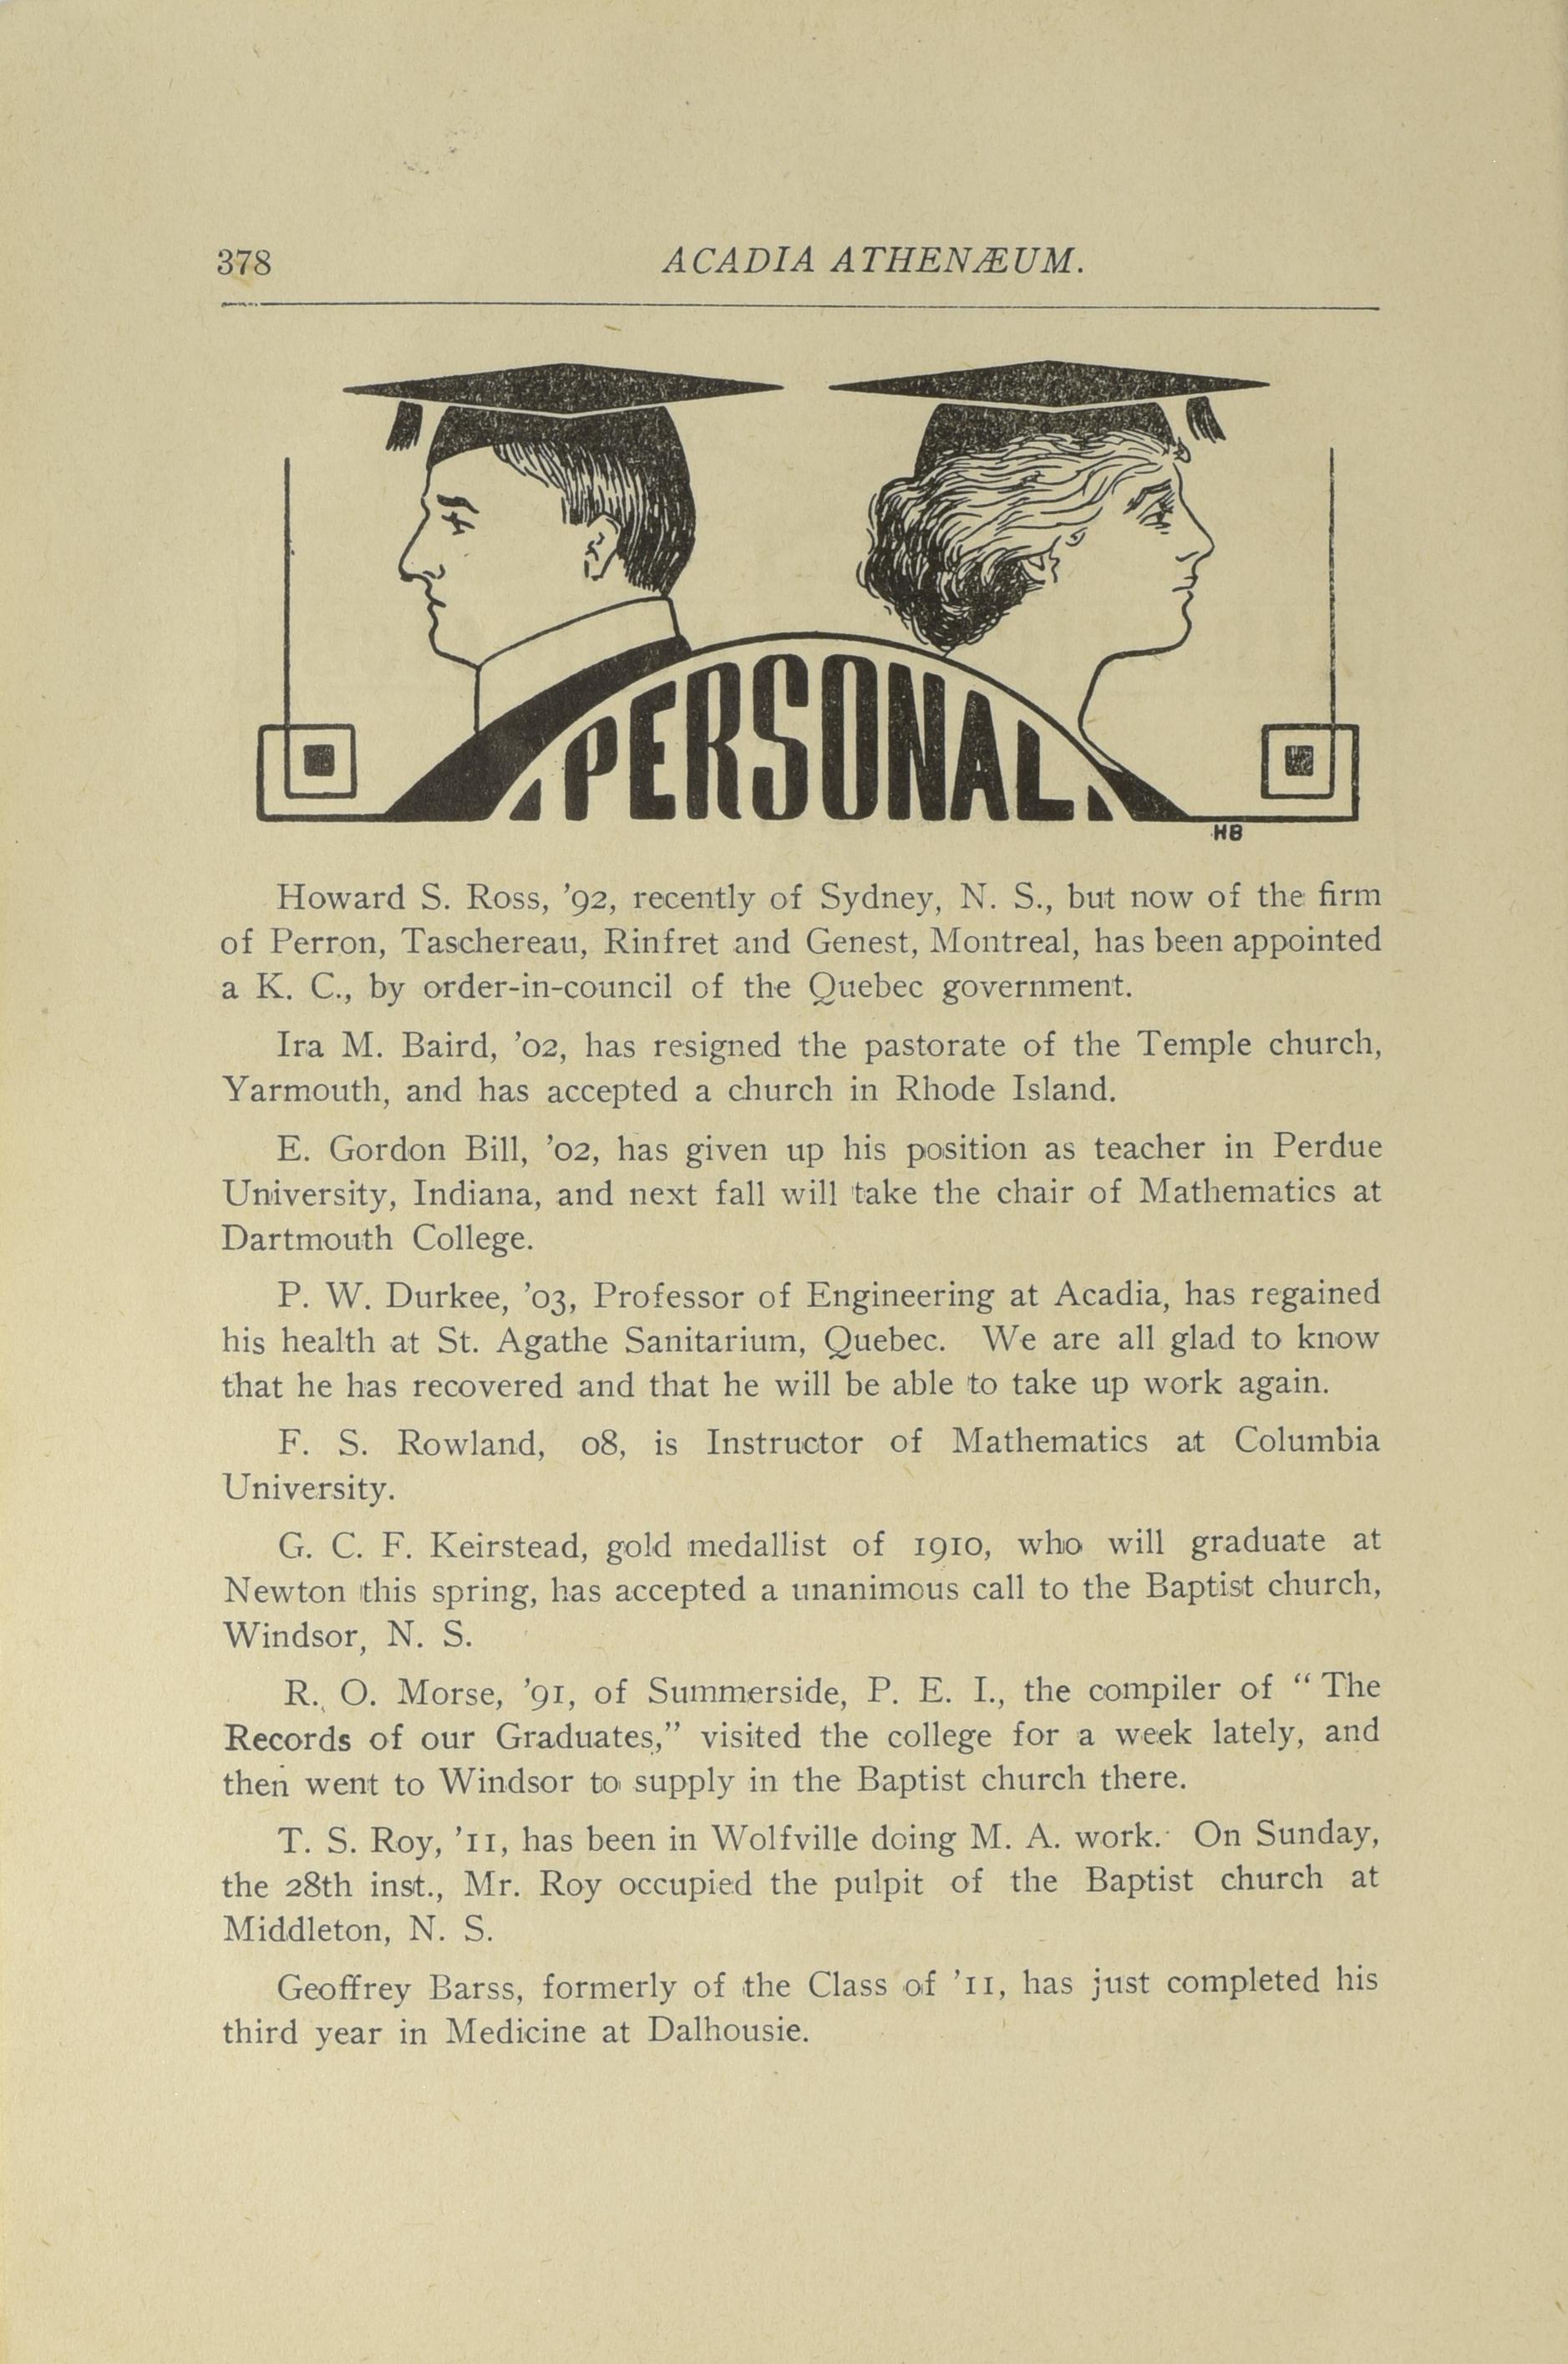 378
ACADIA ATHENÆUM.
PERSONAL
HB
Howard S. Ross, ’92, recently of Sydney, N. S., but now of the firm
of Perron, Taschereau, Rinfret and Genest, Montreal, has been appointed
a K. C., by order-in-council of the Quebec government.
Ira M. Baird, ’02, has resigned the pastorate of the Temple church,
Yarmouth, and has accepted a church in Rhode Island.
E. Gordon Bill, ’02, has given up his position as teacher in Perdue
University, Indiana, and next fall will take the chair of Mathematics at
Dartmouth College.
P. W. Durkee, ’03, Professor of Engineering at Acadia, has regained
his health at St. Agathe Sanitarium, Quebec. We are all glad to know
that he has recovered and that he will be able to take up work again.
F. S. Rowland, 08, is Instructor of Mathematics at Columbia
University.
G. C. F. Keirstead, gold medallist of 1910, who will graduate at
Newton this spring, has accepted a unanimous call to the Baptist church,
Windsor, N. S.
R. O. Morse, ’91, of Summerside, P. E. I., the compiler of “ The
Records of our Graduates,” visited the college for a week lately, and
then went to Windsor to supply in the Baptist church there.
T. S. Roy, ’11, has been in Wolfville doing M. A. work. On Sunday,
the 28th inst., Mr. Roy occupied the pulpit of the Baptist church at
Middleton, N. S.
Geoffrey Barss, formerly of the Class of ’11, has just completed his
third year in Medicine at Dalhousie.